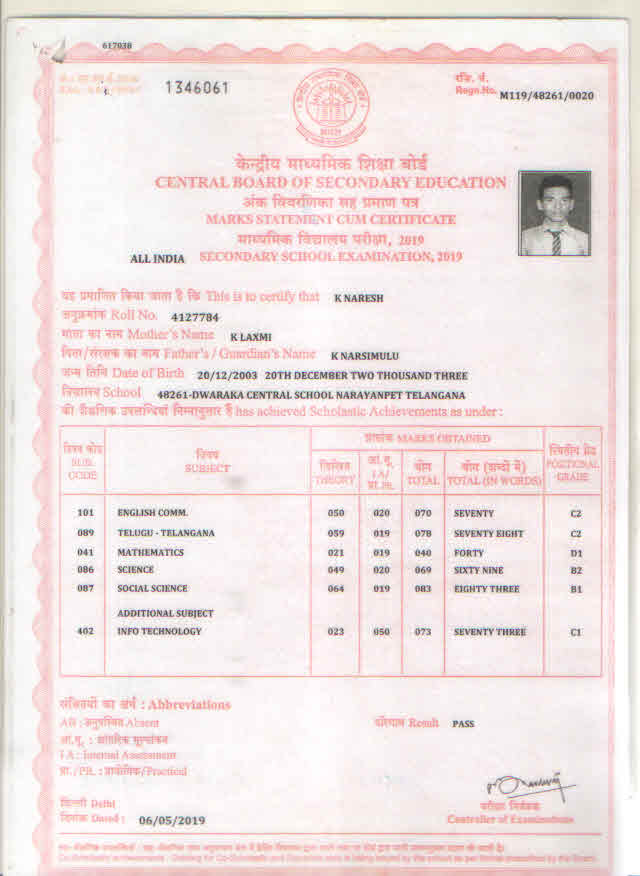 617038
1346061
रजि. सं.
Regn.No. M119/48261/0020
केन्द्रीय माध्यमिक शिक्षा बोर्ड
CENTRAL BOARD OF SECONDARY EDUCATION
अंक विवरणिका सह प्रमाण पत्र
MARKS STATEMENT CUM CERTIFICATE
माध्यमिक विद्यालय परीक्षा, 2019
ALL INDIA SECONDARY SCHOOL EXAMINATION, 2019
यह प्रमाणित किया जाता है कि This is to certify that K NARESH
अनुक्रमांक Roll No. 4127784
माता का नाम Mother's Name K LAXMI
पिता/संरक्षक का नाम Father's / Guardian's Name K NARSIMULU
जन्म तिथि Date of Birth 20/12/2003 20TH DECEMBER TWO THOUSAND THREE
विद्यालय School 48261-DWARAKA CENTRAL SCHOOL NARAYANPET TELANGANA
की शैक्षणिक उपलब्धियां निम्नानुसार हैं has achieved Scholastic Achievements as under :
विषय कोड SUB. CODE विषय SUBJECT प्राप्तांक MARKS OBTAINED स्थितीय ग्रेड POSITIONAL GRADE
लिखित THEORY आं.मू. I A/ प्रा.PR. योग TOTAL योग (शब्दों में) TOTAL (IN WORDS)
101 ENGLISH COMM. 050 020 070 SEVENTY C2
089 TELUGU - TELANGANA 059 019 078 SEVENTY EIGHT C2
041 MATHEMATICS 021 019 040 FORTY D1
086 SCIENCE 049 020 069 SIXTY NINE B2
087 SOCIAL SCIENCE 064 019 083 EIGHTY THREE B1
ADDITIONAL SUBJECT
402 INFO TECHNOLOGY 023 050 073 SEVENTY THREE C1
संक्षिप्तियों का अर्थ : Abbreviations
AB : अनुपस्थित Absent परिणाम Result PASS
आं.मू. : आंतरिक मूल्यांकन
I A : Internal Assessment
प्रा./PR. : प्रायोगिक/Practical
दिल्ली Delhi परीक्षा नियंत्रक
दिनांक Dated : 06/05/2019 Controller of Examinations